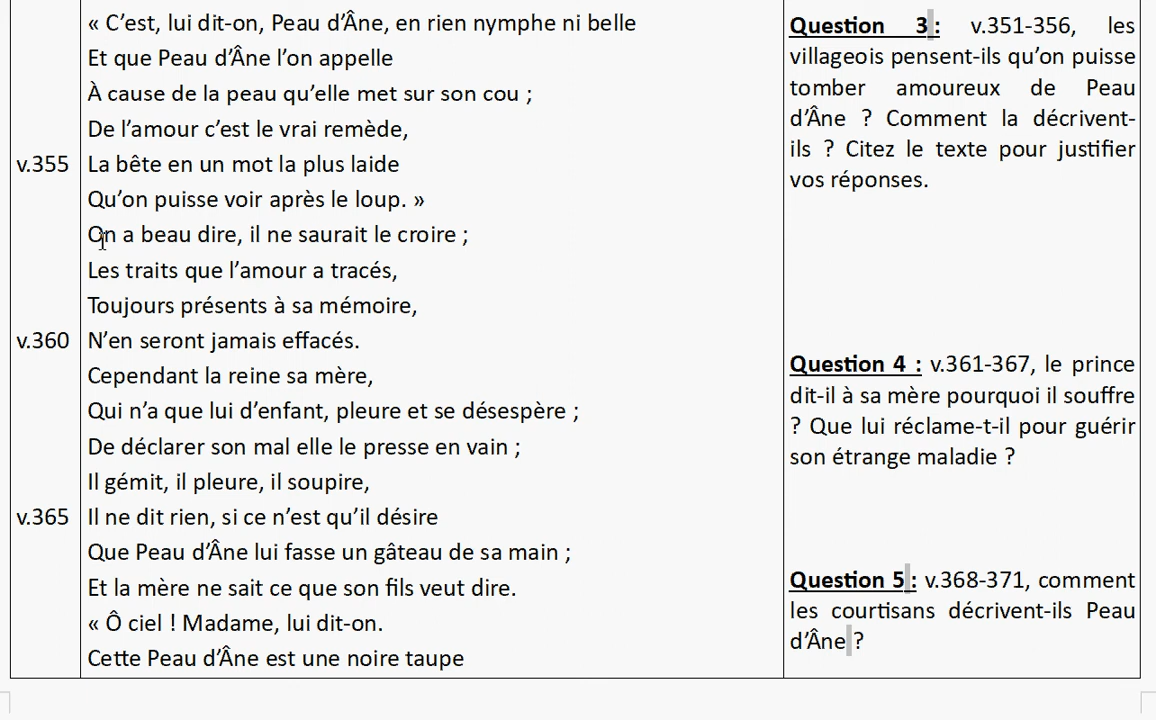 « C’est, lui dit-on, Peau d’Âne, en rien nymphe ni belle
Et que Peau d’Âne l’on appelle
À cause de la peau qu’elle met sur son cou ;
De l’amour c’est le vrai remède,
v.355 La bête en un mot la plus laide
Qu’on puisse voir après le loup. »
On a beau dire, il ne saurait le croire ;
Les traits que l’amour a tracés,
Toujours présents à sa mémoire,
v.360 N’en seront jamais effacés.
Cependant la reine sa mère,
Qui n’a que lui d’enfant, pleure et se désespère ;
De déclarer son mal elle le presse en vain ;
Il gémit, il pleure, il soupire,
v.365 Il ne dit rien, si ce n’est qu’il désire
Que Peau d’Âne lui fasse un gâteau de sa main ;
Et la mère ne sait ce que son fils veut dire.
« Ô ciel ! Madame, lui dit-on.
Cette Peau d’Âne est une noire taupe
Question 3 : v.351-356, les
villageois pensent-ils qu’on puisse
tomber amoureux de Peau
d’Âne ? Comment la décrivent-
ils ? Citez le texte pour justifier
vos réponses.
Question 4 : v.361-367, le prince
dit-il à sa mère pourquoi il souffre
? Que lui réclame-t-il pour guérir
son étrange maladie ?
Question 5 : v.368-371, comment
les courtisans décrivent-ils Peau
d’Âne ?